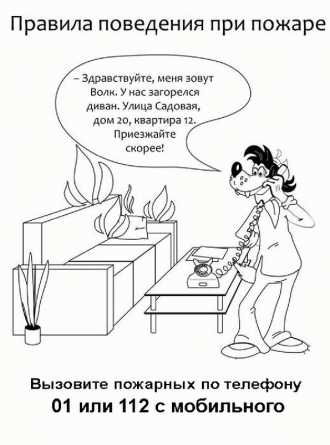 Правила поведения при пожаре
– Здравствуйте, меня зовут
Волк. У нас загорелся
диван. Улица Садовая,
дом 20, квартира 12.
Приезжайте
скорее!
Вызовите пожарных по телефону
01 или 112 с мобильного